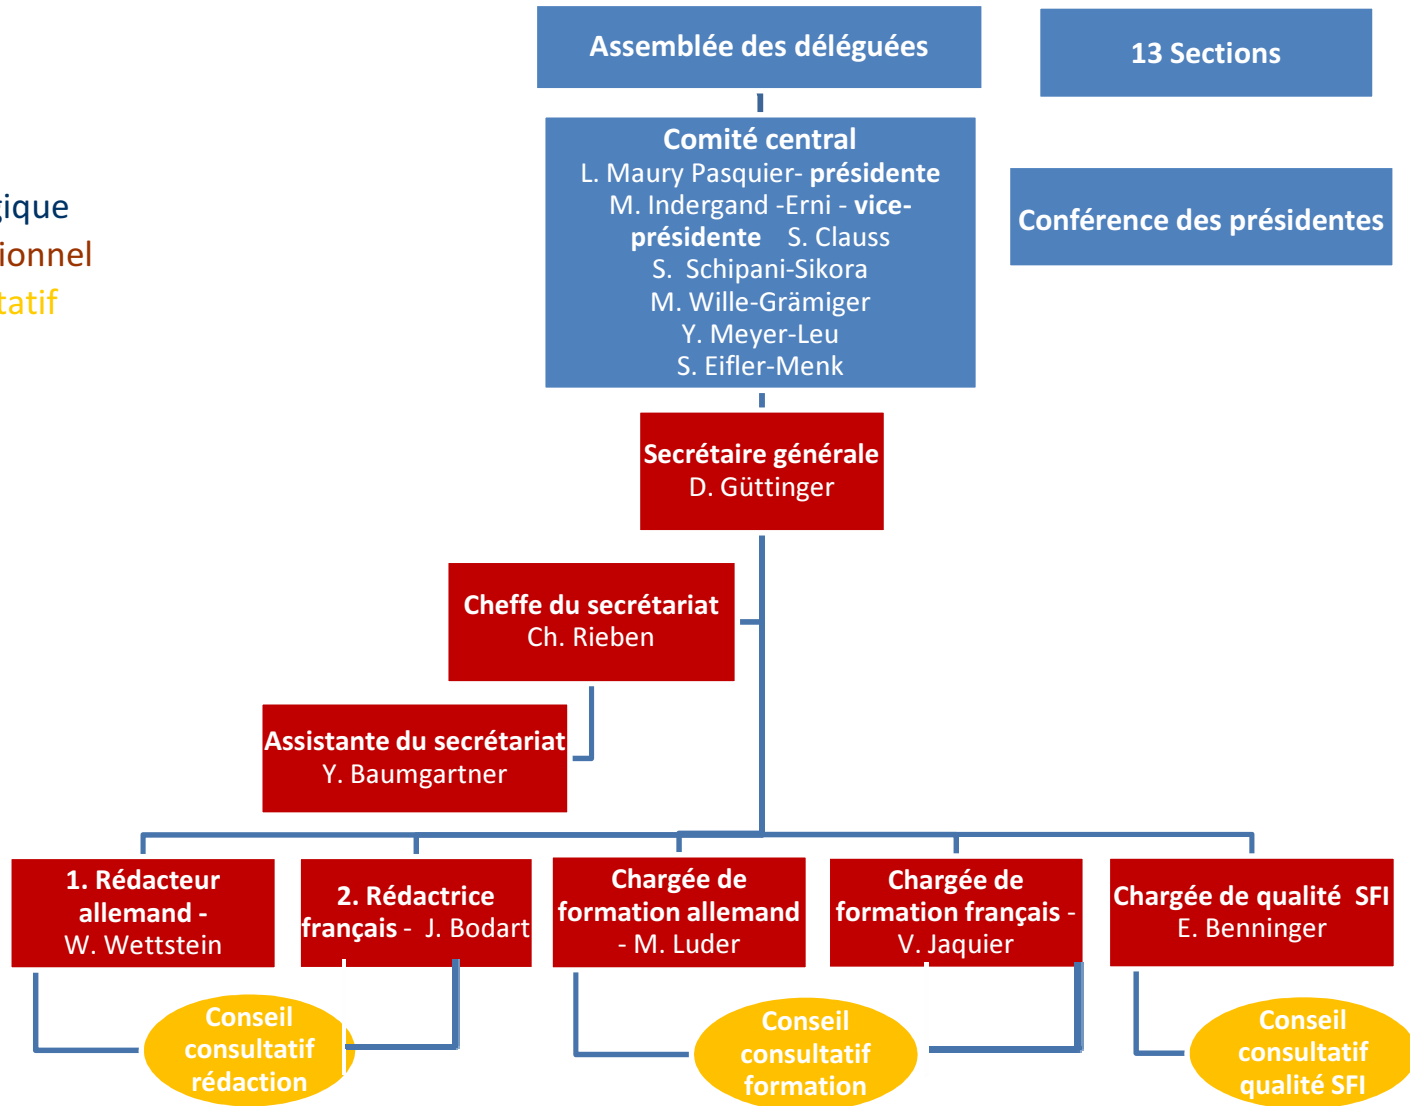 Assemblée des déléguées
13 Sections
Comité central
L. Maury Pasquier- présidente
M. Indergand -Erni - vice-
présidente S. Clauss
S. Schipani-Sikora
M. Wille-Grämiger
Y. Meyer-Leu
S. Eifler-Menk
Conférence des présidentes
gique
ionnel
tatif
Secrétaire générale
D. Güttinger
Cheffe du secrétariat
Ch. Rieben
Assistante du secrétariat
Y. Baumgartner
1. Rédacteur
allemand -
W. Wettstein
2. Rédactrice
français - J. Bodart
Chargée de
formation allemand
- M. Luder
Chargée de
formation français -
V. Jaquier
Chargée de qualité SFI
E. Benninger
Conseil
consultatif
rédaction
Conseil
consultatif
formation
Conseil
consultatif
qualité SFI